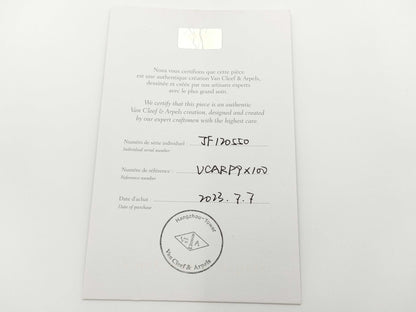 Nous vous certifions que cette pièce
est une authentique création Van Cleef & Arpels,
dessinée et créée par nos artisans experts
avec le plus grand soin.
We certify that this piece is an authentic
Van Cleef & Arpels creation, designed and created
by our expert craftsmen with the highest care.
Numéro de série individuel : JF120550
Individual serial number
Numéro de référence : VCARP9X100
Reference number
Date d'achat : 2023.7.7
Date of purchase
Hangzhou-Tower
VCA
Van Cleef & Arpels